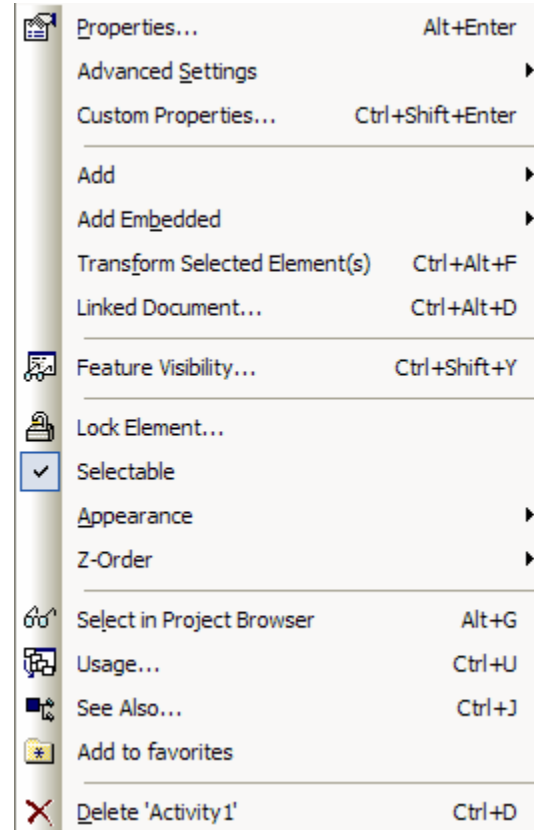 Properties... Alt+Enter
Advanced Settings
Custom Properties... Ctrl+Shift+Enter
Add
Add Embedded
Transform Selected Element(s) Ctrl+Alt+F
Linked Document... Ctrl+Alt+D
Feature Visibility... Ctrl+Shift+Y
Lock Element...
Selectable
Appearance
Z-Order
Select in Project Browser Alt+G
Usage... Ctrl+U
See Also... Ctrl+J
Add to favorites
Delete 'Activity1' Ctrl+D